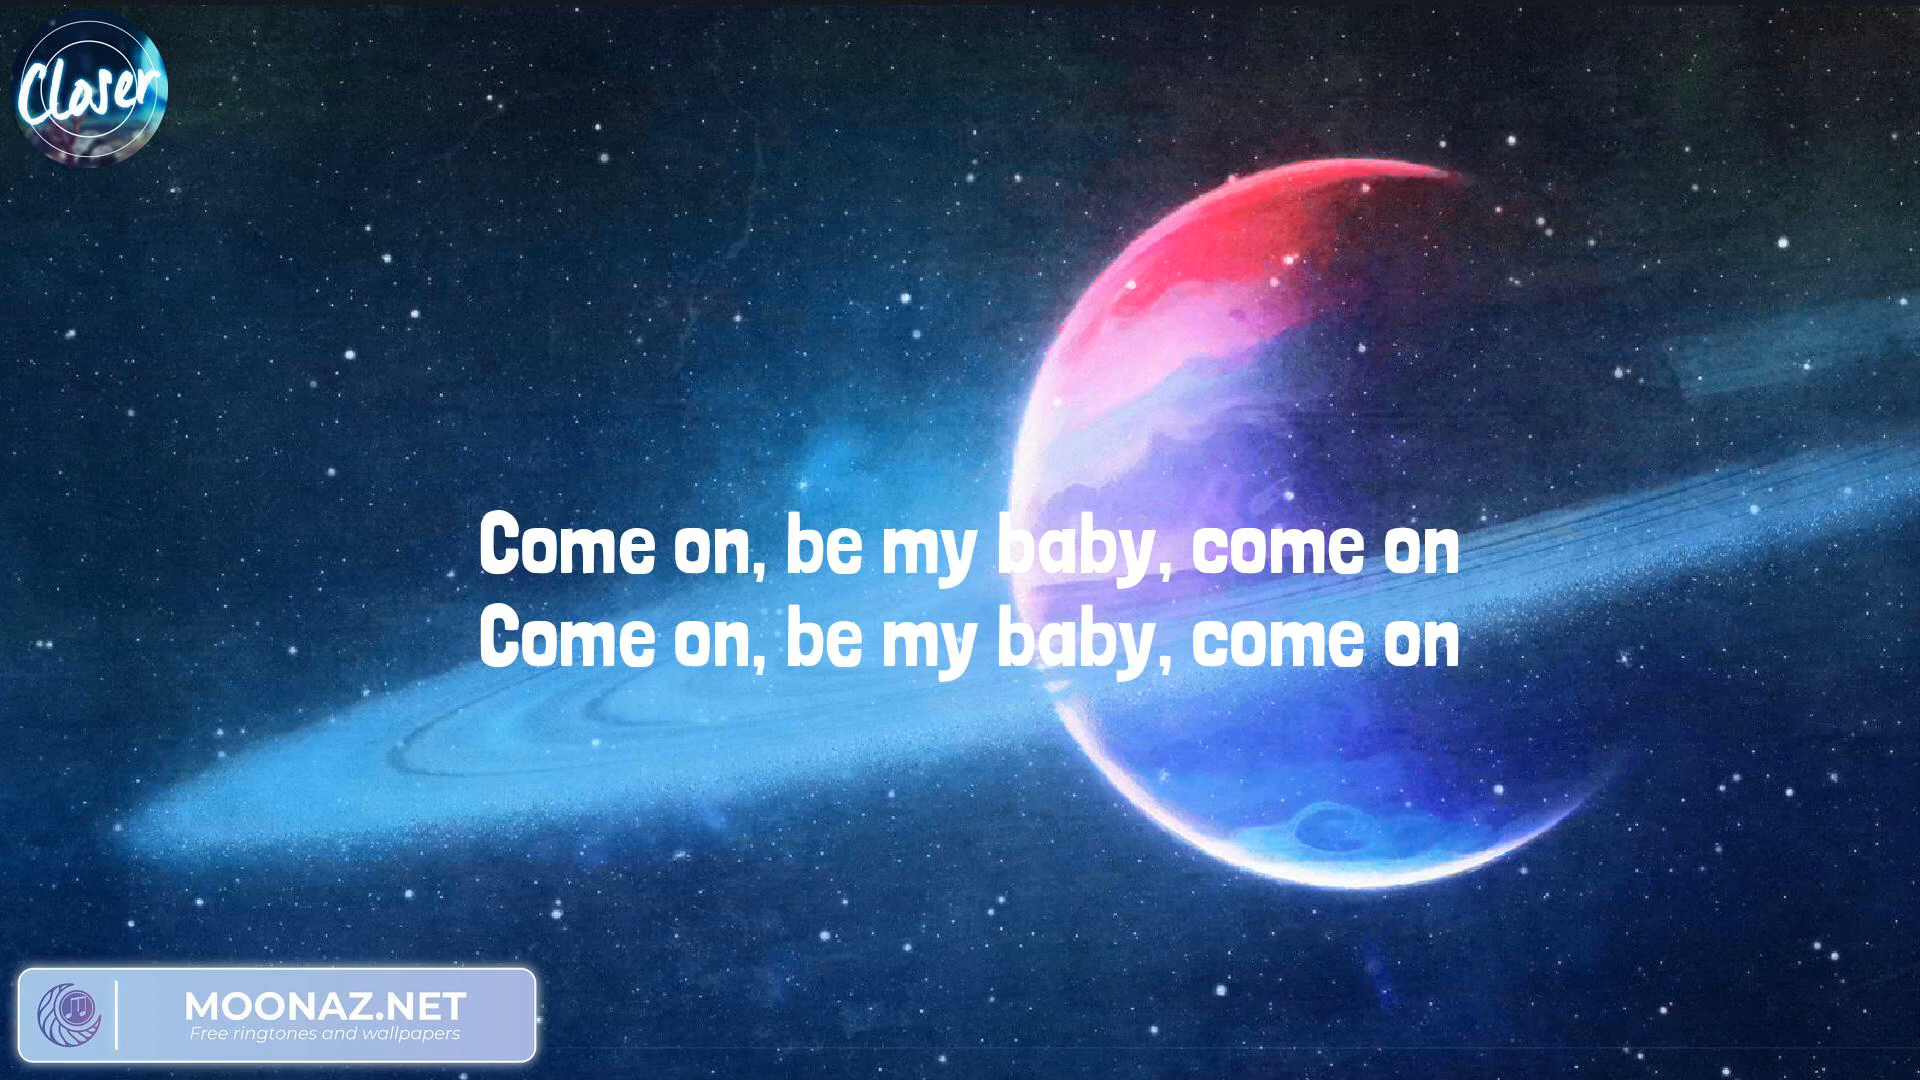 Closer
Come on, be my baby, come on
Come on, be my baby, come on
MOONAZ.NET
Free ringtones and wallpapers